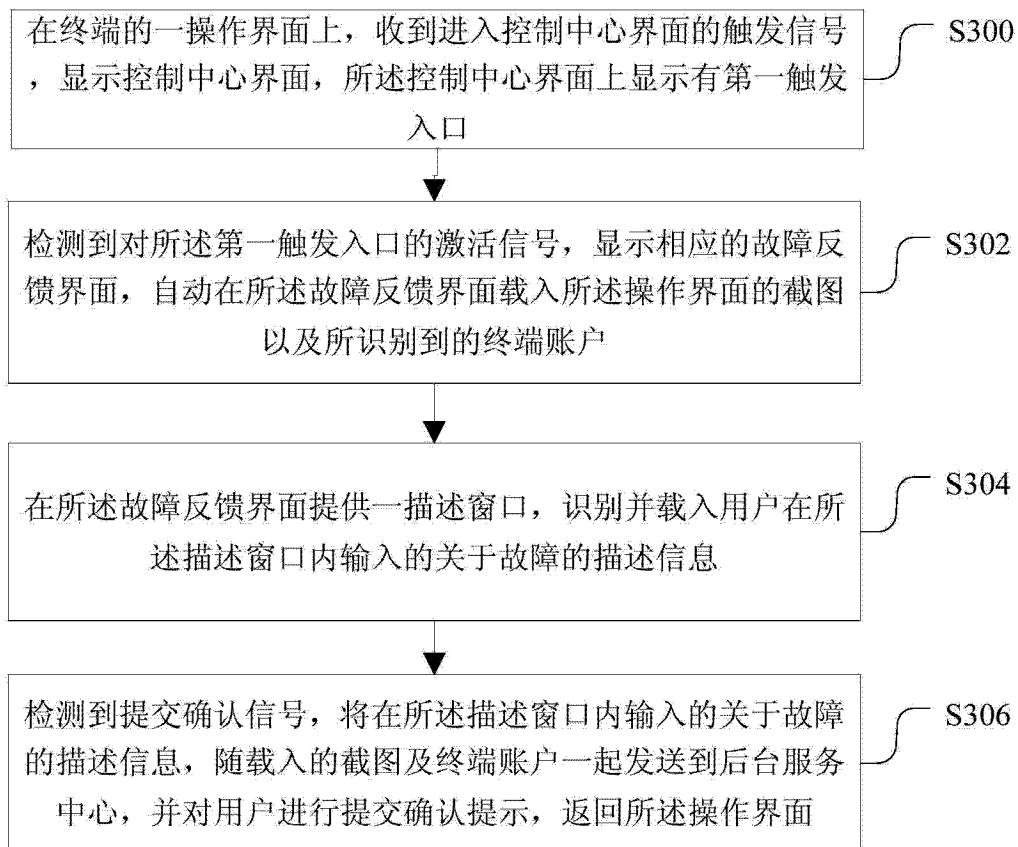 在终端的一操作界面上，收到进入控制中心界面的触发信号
，显示控制中心界面，所述控制中心界面上显示有第一触发
入口
S300
检测到对所述第一触发入口的激活信号，显示相应的故障反
馈界面，自动在所述故障反馈界面载入所述操作界面的截图
以及所识别到的终端账户
S302
在所述故障反馈界面提供一描述窗口，识别并载入用户在所
述描述窗口内输入的关于故障的描述信息
S304
检测到提交确认信号，将在所述描述窗口内输入的关于故障
的描述信息，随载入的截图及终端账户一起发送到后台服务
中心，并对用户进行提交确认提示，返回所述操作界面
S306